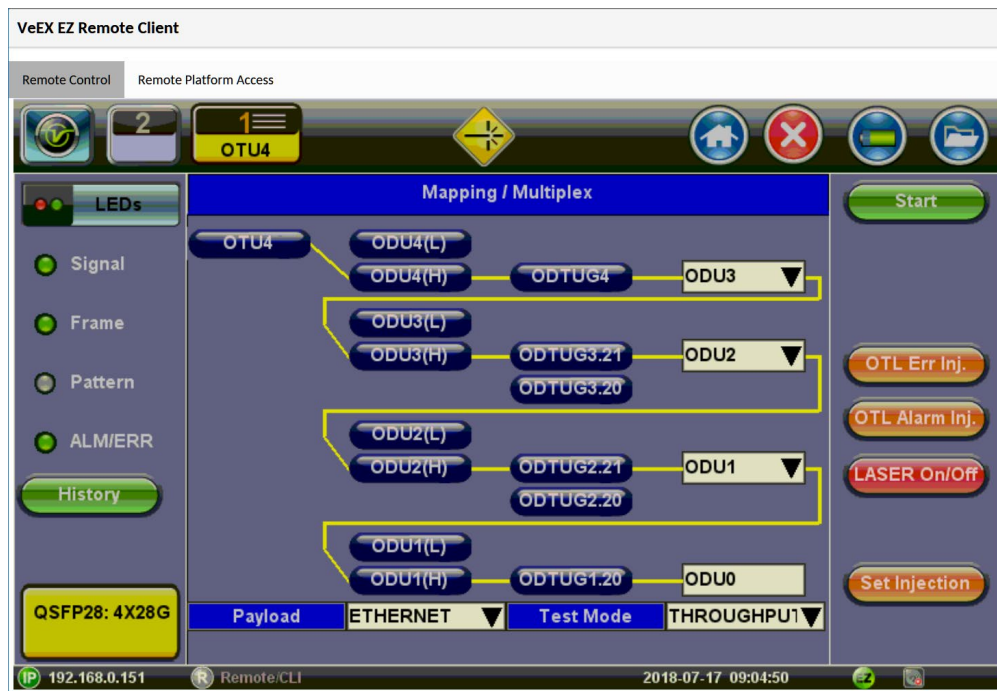 VeEX EZ Remote Client
Remote Control Remote Platform Access
2 1 OTU4
LEDs Mapping / Multiplex Start
OTU4 ODU4(L)
Signal ODU4(H) ODTUG4 ODU3
Frame ODU3(L)
ODU3(H) ODTUG3.21 ODU2 OTL Err Inj.
Pattern ODTUG3.20
OTL Alarm Inj.
ALM/ERR ODU2(L)
ODU2(H) ODTUG2.21 ODU1 LASER On/Off
History ODTUG2.20
ODU1(L)
ODU1(H) ODTUG1.20 ODU0 Set Injection
QSFP28: 4X28G Payload ETHERNET Test Mode THROUGHPUT
IP 192.168.0.151 R Remote/CLI 2018-07-17 09:04:50 EZ